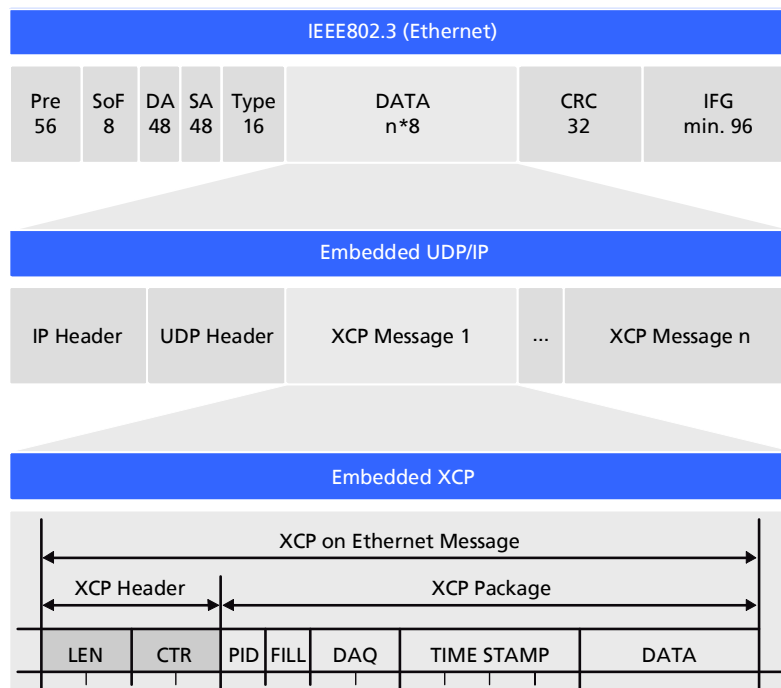 IEEE802.3 (Ethernet)
Pre SoF DA SA Type DATA CRC IFG
56 8 48 48 16 n*8 32 min. 96
Embedded UDP/IP
IP Header UDP Header XCP Message 1 ... XCP Message n
Embedded XCP
XCP on Ethernet Message
XCP Header XCP Package
LEN CTR PID FILL DAQ TIME STAMP DATA